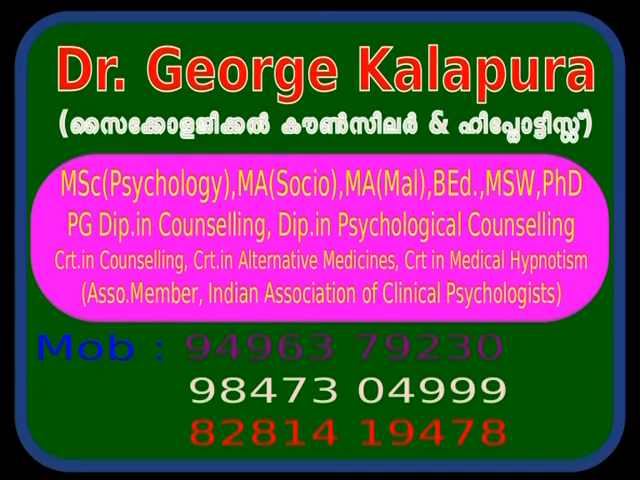 Dr. George Kalapura
(സൈക്കോളജിക്കൽ കൗൺസിലർ & ഹിപ്നോട്ടിസ്റ്റ്)
MSc(Psychology),MA(Socio),MA(Mal),BEd.,MSW,PhD
PG Dip.in Counselling, Dip.in Psychological Counselling
Crt.in Counselling, Crt.in Alternative Medicines, Crt in Medical Hypnotism
(Asso.Member, Indian Association of Clinical Psychologists)
Mob : 94963 79230
98473 04999
82814 19478